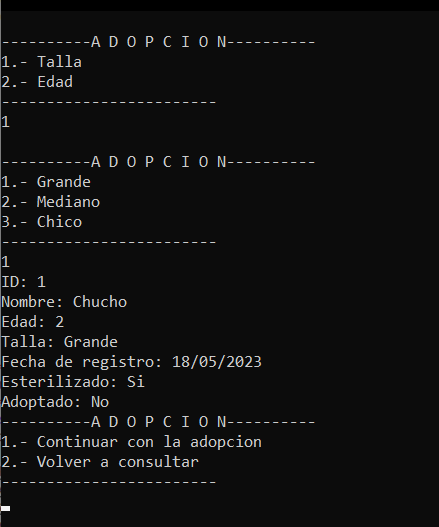 ----------A D O P C I O N----------
1.- Talla
2.- Edad
------------------------
1
----------A D O P C I O N----------
1.- Grande
2.- Mediano
3.- Chico
------------------------
1
ID: 1
Nombre: Chucho
Edad: 2
Talla: Grande
Fecha de registro: 18/05/2023
Esterilizado: Si
Adoptado: No
----------A D O P C I O N----------
1.- Continuar con la adopcion
2.- Volver a consultar
------------------------